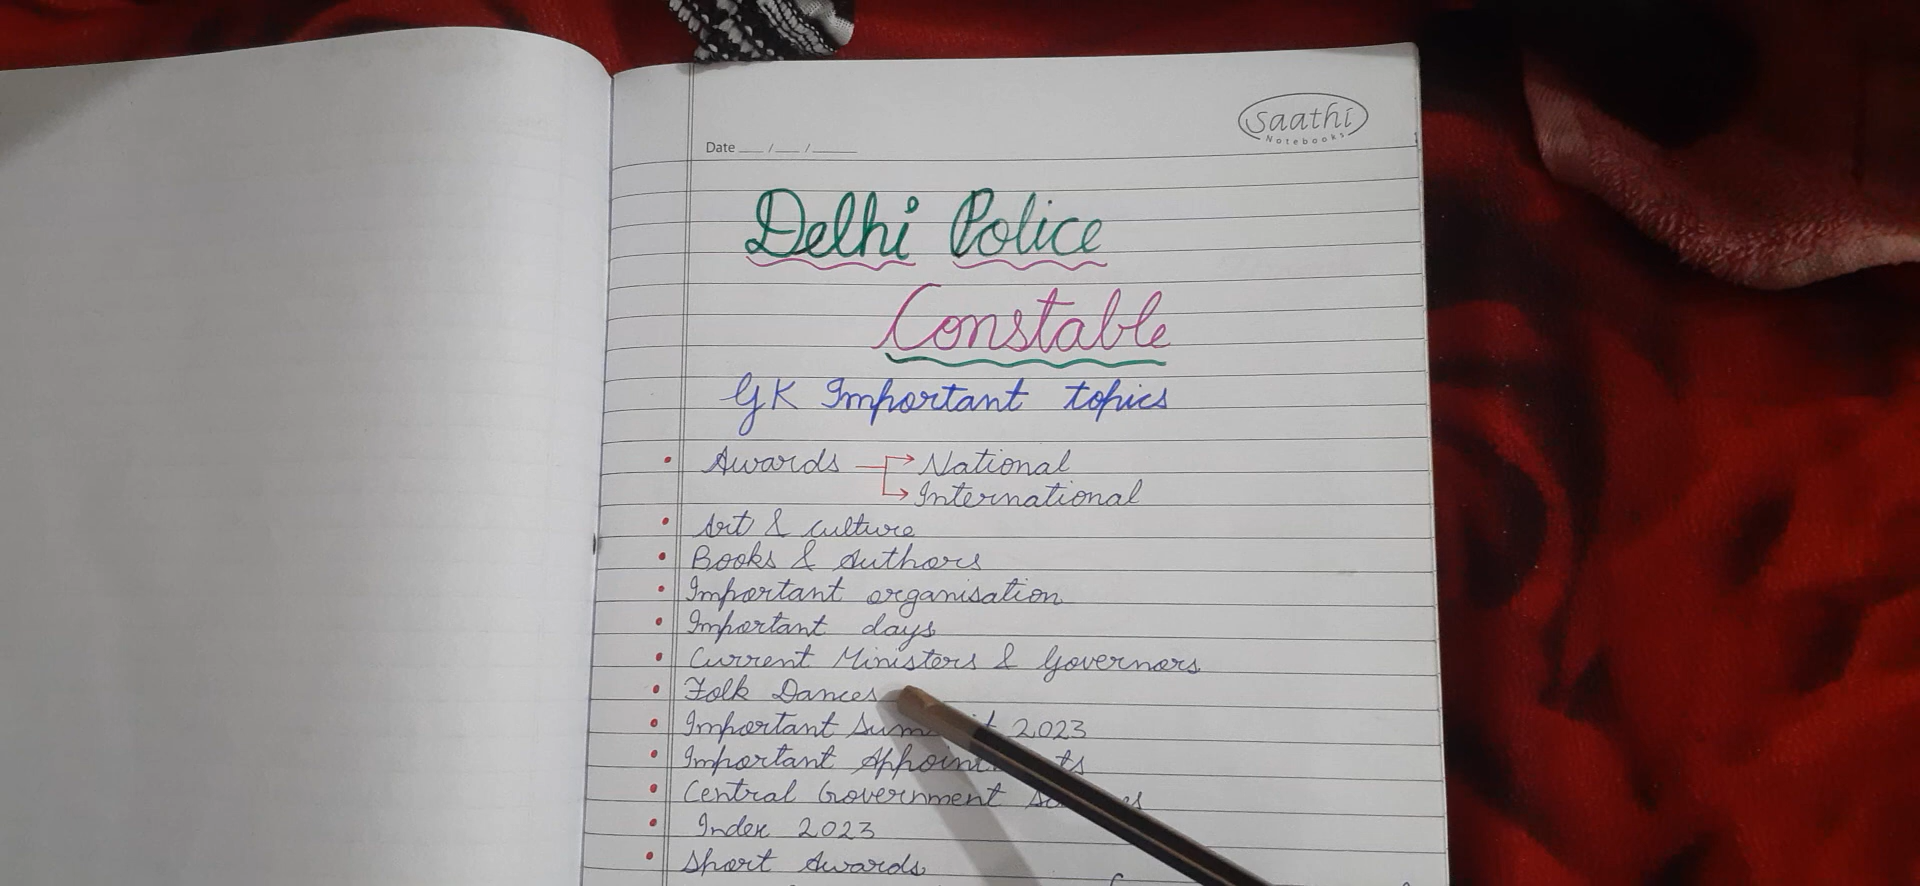 Saathi
Notebooks
Date __/__/____
Delhi Police
Constable
GK Important topics
• Awards → National
→ International
• Art & culture
• Books & Authors
• Important organisation
• Important days
• Current Ministers & Governors
• Folk Dances
• Important 2023
• Important
• Central Government
• Index 2023
• Short Awards